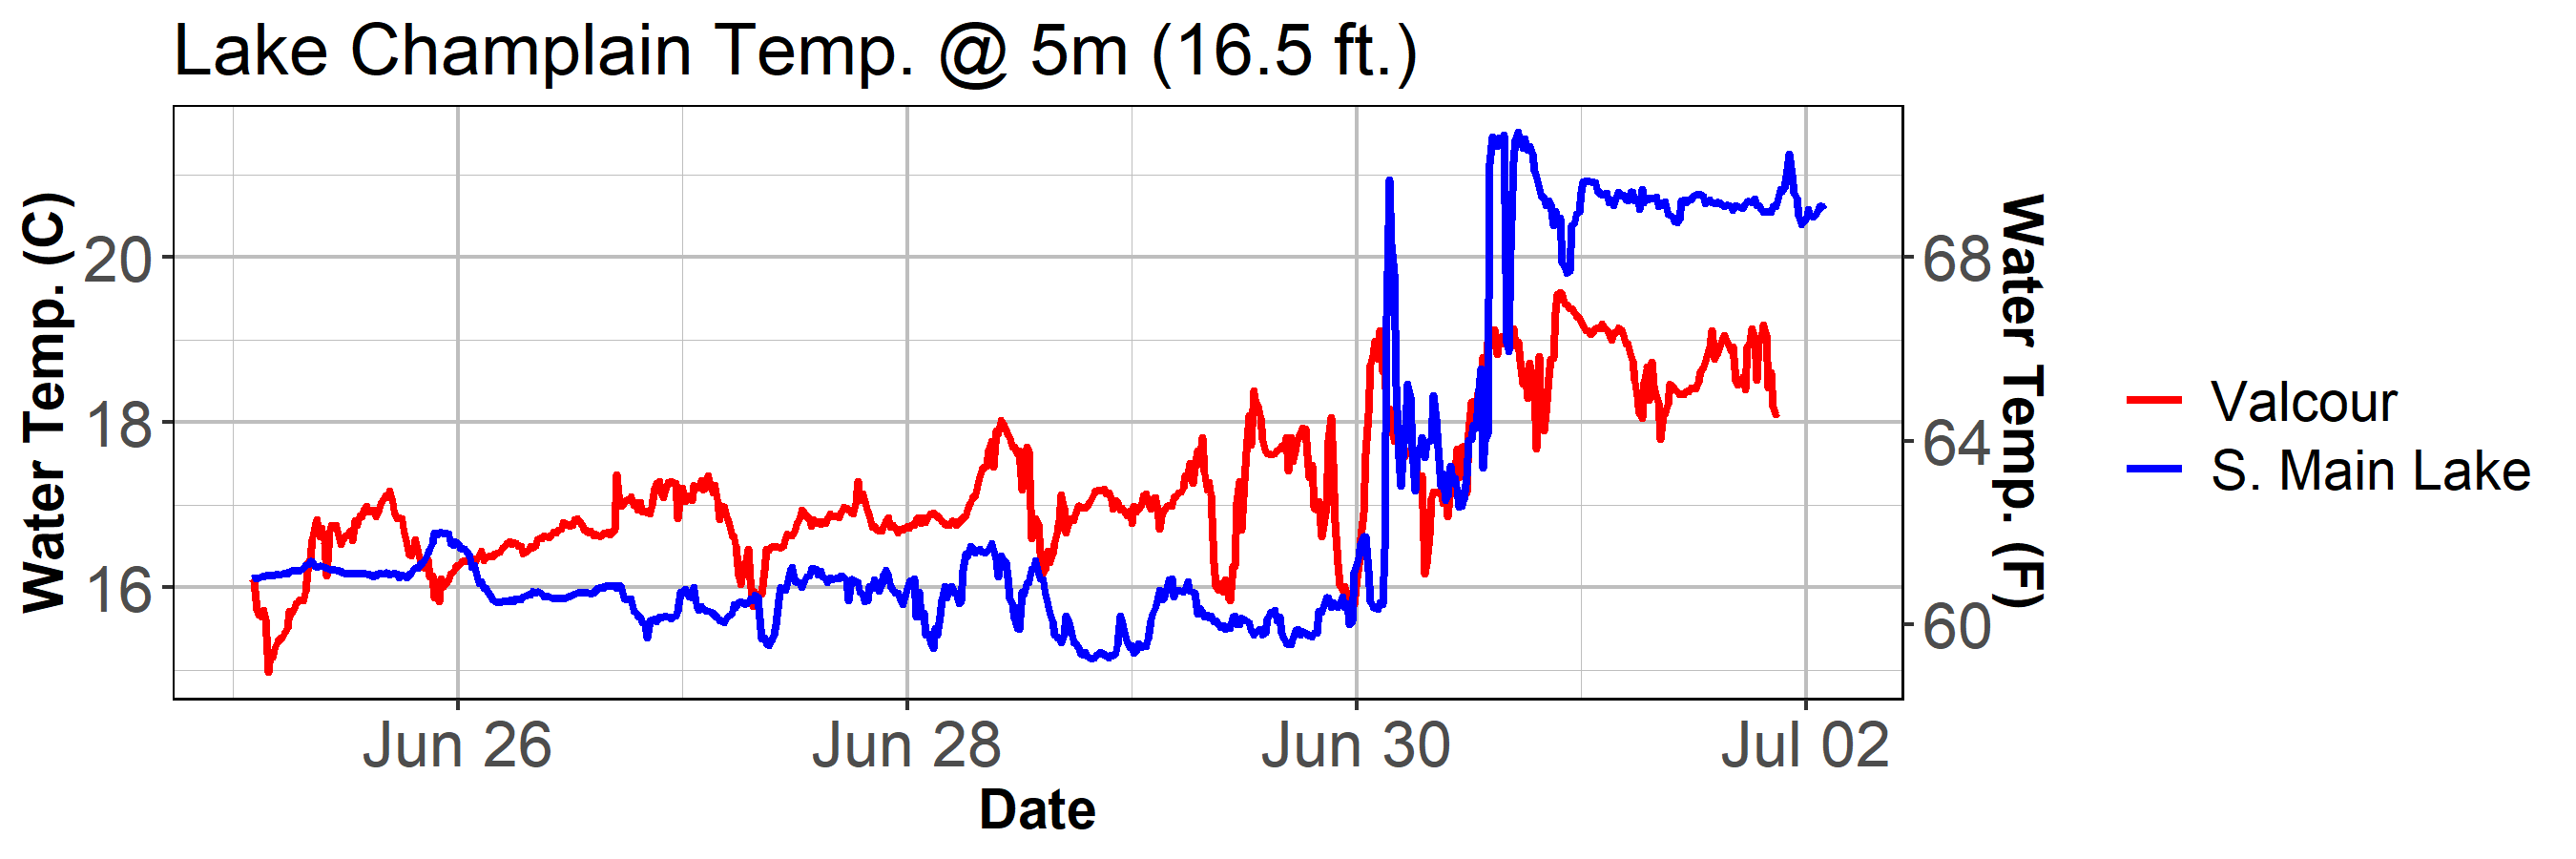 Lake Champlain Temp. @ 5m (16.5 ft.)
Water Temp. (C)
20
18
16
68
64
60
Water Temp. (F)
Jun 26
Jun 28
Jun 30
Jul 02
Date
Valcour
S. Main Lake